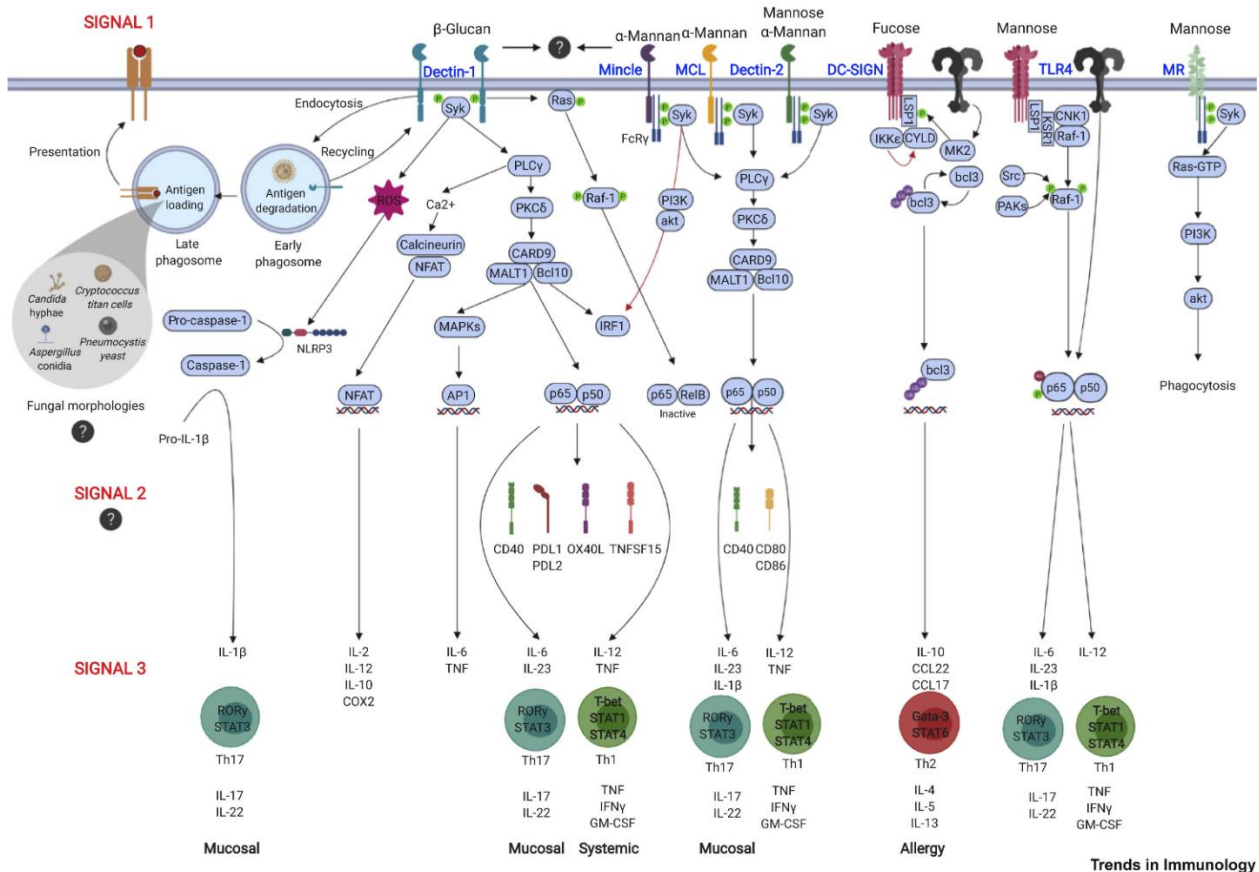 SIGNAL 1
β-Glucan
?
α-Mannan
α-Mannan
Mannose
α-Mannan
Fucose
Mannose
Mannose
Dectin-1
Mincle
MCL
Dectin-2
DC-SIGN
TLR4
MR
Endocytosis
Recycling
Presentation
P
Syk
P
Ras
P
P
P
Syk
FcRγ
P
P
Syk
P
P
Syk
LSP1
P
IKKε
CYLD
MK2
LSP1
KSR1
CNK1
Raf-1
P
P
Syk
Antigen
loading
Late
phagosome
Antigen
degradation
Early
phagosome
ROS
PLCγ
Ca2+
PKCδ
Calcineurin
NFAT
CARD9
MALT1
Bcl10
P
Raf-1
P
PI3K
akt
PLCγ
PKCδ
CARD9
MALT1
Bcl10
bcl3
bcl3
Src
PAKs
P
P
Raf-1
Ras-GTP
PI3K
akt
Phagocytosis
Candida
hyphae
Cryptococcus
titan cells
Aspergillus
conidia
Pneumocystis
yeast
Fungal morphologies
?
Pro-caspase-1
Caspase-1
NLRP3
Pro-IL-1β
MAPKs
IRF1
NFAT
AP1
p65
p50
p65
RelB
Inactive
p65
p50
bcl3
P
p65
p50
SIGNAL 2
?
CD40
PDL1
PDL2
OX40L
TNFSF15
CD40
CD80
CD86
SIGNAL 3
IL-1β
RORγ
STAT3
Th17
IL-17
IL-22
Mucosal
IL-2
IL-12
IL-10
COX2
IL-6
TNF
IL-6
IL-23
RORγ
STAT3
Th17
IL-17
IL-22
Mucosal
IL-12
TNF
T-bet
STAT1
STAT4
Th1
TNF
IFNγ
GM-CSF
Systemic
IL-6
IL-23
IL-1β
RORγ
STAT3
Th17
IL-17
IL-22
Mucosal
IL-12
TNF
T-bet
STAT1
STAT4
Th1
TNF
IFNγ
GM-CSF
IL-10
CCL22
CCL17
Gata-3
STAT6
Th2
IL-4
IL-5
IL-13
Allergy
IL-6
IL-23
IL-1β
RORγ
STAT3
Th17
IL-17
IL-22
IL-12
T-bet
STAT1
STAT4
Th1
TNF
IFNγ
GM-CSF
Trends in Immunology